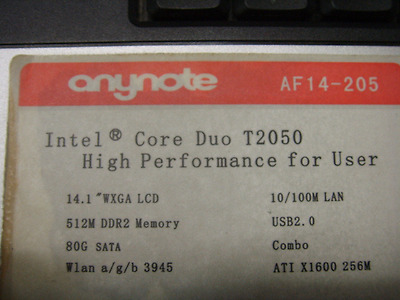 anynote AF14-205
Intel® Core Duo T2050
High Performance for User
14.1 "WXGA LCD 10/100M LAN
512M DDR2 Memory USB2.0
80G SATA Combo
Wlan a/g/b 3945 ATI X1600 256M